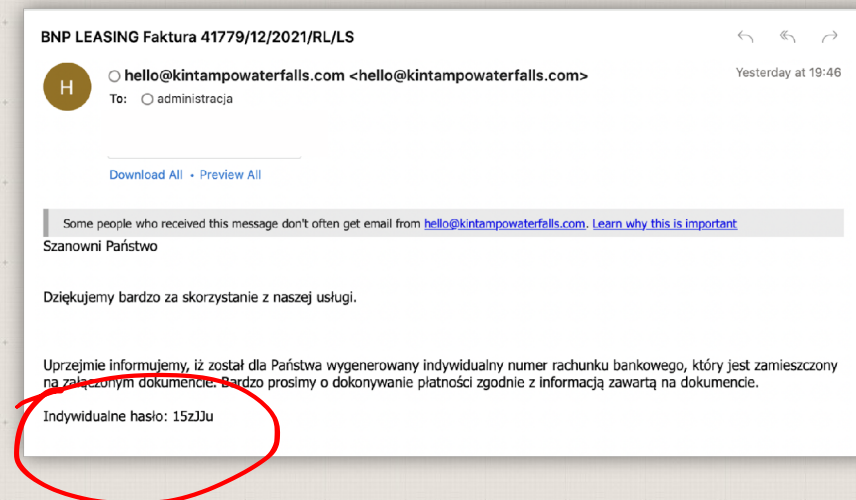 BNP LEASING Faktura 41779/12/2021/RL/LS
H
hello@kintampowaterfalls.com <hello@kintampowaterfalls.com>
Yesterday at 19:46
To: administracja
Download All • Preview All
Some people who received this message don't often get email from hello@kintampowaterfalls.com. Learn why this is important
Szanowni Państwo
Dziękujemy bardzo za skorzystanie z naszej usługi.
Uprzejmie informujemy, iż został dla Państwa wygenerowany indywidualny numer rachunku bankowego, który jest zamieszczony
na załączonym dokumencie. Bardzo prosimy o dokonywanie płatności zgodnie z informacją zawartą na dokumencie.
Indywidualne hasło: 15zJJu